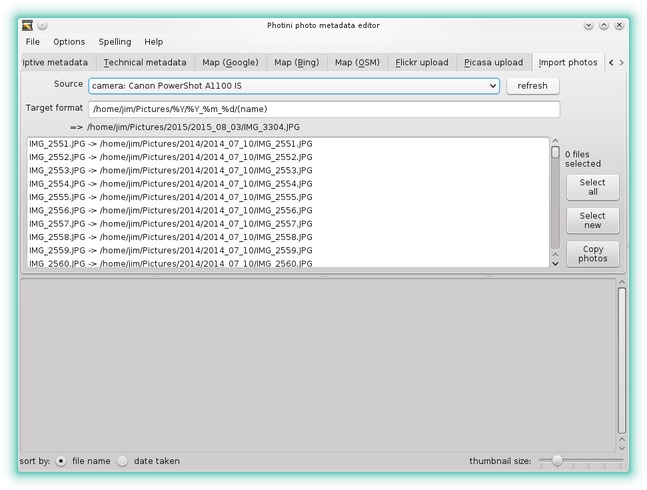 Photini photo metadata editor
File Options Spelling Help
iptive metadata Technical metadata Map (Google) Map (Bing) Map (OSM) Flickr upload Picasa upload Import photos
Source camera: Canon PowerShot A1100 IS refresh
Target format /home/jim/Pictures/%Y/%Y_%m_%d/(name)
=> /home/jim/Pictures/2015/2015_08_03/IMG_3304.JPG
IMG_2551.JPG -> /home/jim/Pictures/2014/2014_07_10/IMG_2551.JPG
IMG_2552.JPG -> /home/jim/Pictures/2014/2014_07_10/IMG_2552.JPG
IMG_2553.JPG -> /home/jim/Pictures/2014/2014_07_10/IMG_2553.JPG
IMG_2554.JPG -> /home/jim/Pictures/2014/2014_07_10/IMG_2554.JPG
IMG_2555.JPG -> /home/jim/Pictures/2014/2014_07_10/IMG_2555.JPG
IMG_2556.JPG -> /home/jim/Pictures/2014/2014_07_10/IMG_2556.JPG
IMG_2557.JPG -> /home/jim/Pictures/2014/2014_07_10/IMG_2557.JPG
IMG_2558.JPG -> /home/jim/Pictures/2014/2014_07_10/IMG_2558.JPG
IMG_2559.JPG -> /home/jim/Pictures/2014/2014_07_10/IMG_2559.JPG
IMG_2560.JPG -> /home/jim/Pictures/2014/2014_07_10/IMG_2560.JPG
0 files
selected
Select
all
Select
new
Copy
photos
sort by: file name date taken thumbnail size: